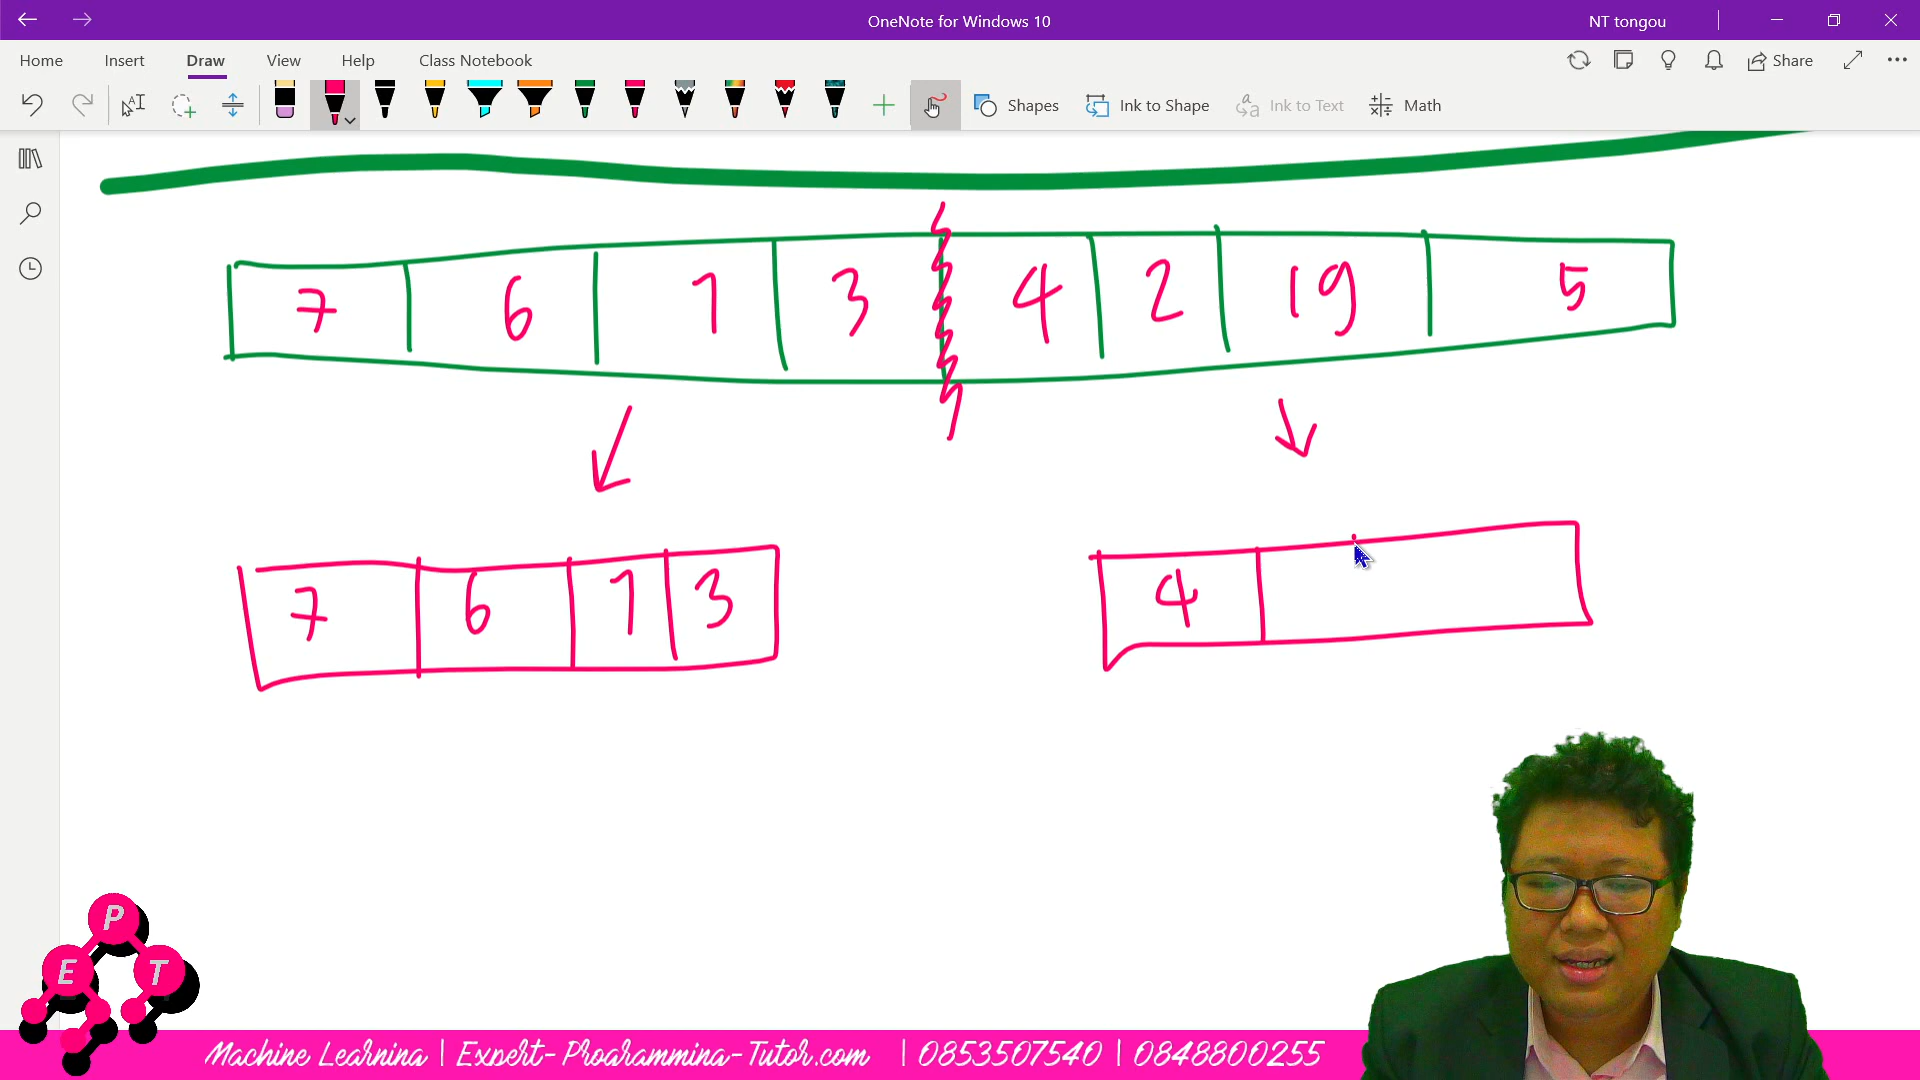 OneNote for Windows 10
NT tongou
Home Insert Draw View Help Class Notebook
Share
Shapes Ink to Shape Ink to Text Math
7 6 1 3 4 2 19 5
7 6 1 3
4
P
E T
Machine Learning | Expert-Programming-Tutor.com | 0853507540 | 0848800255